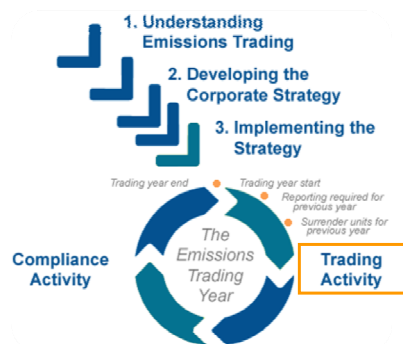 1. Understanding
Emissions Trading
2. Developing the
Corporate Strategy
3. Implementing the
Strategy
Trading year end
Trading year start
Reporting required for
previous year
Surrender units for
previous year
The
Emissions
Trading
Year
Compliance
Activity
Trading
Activity